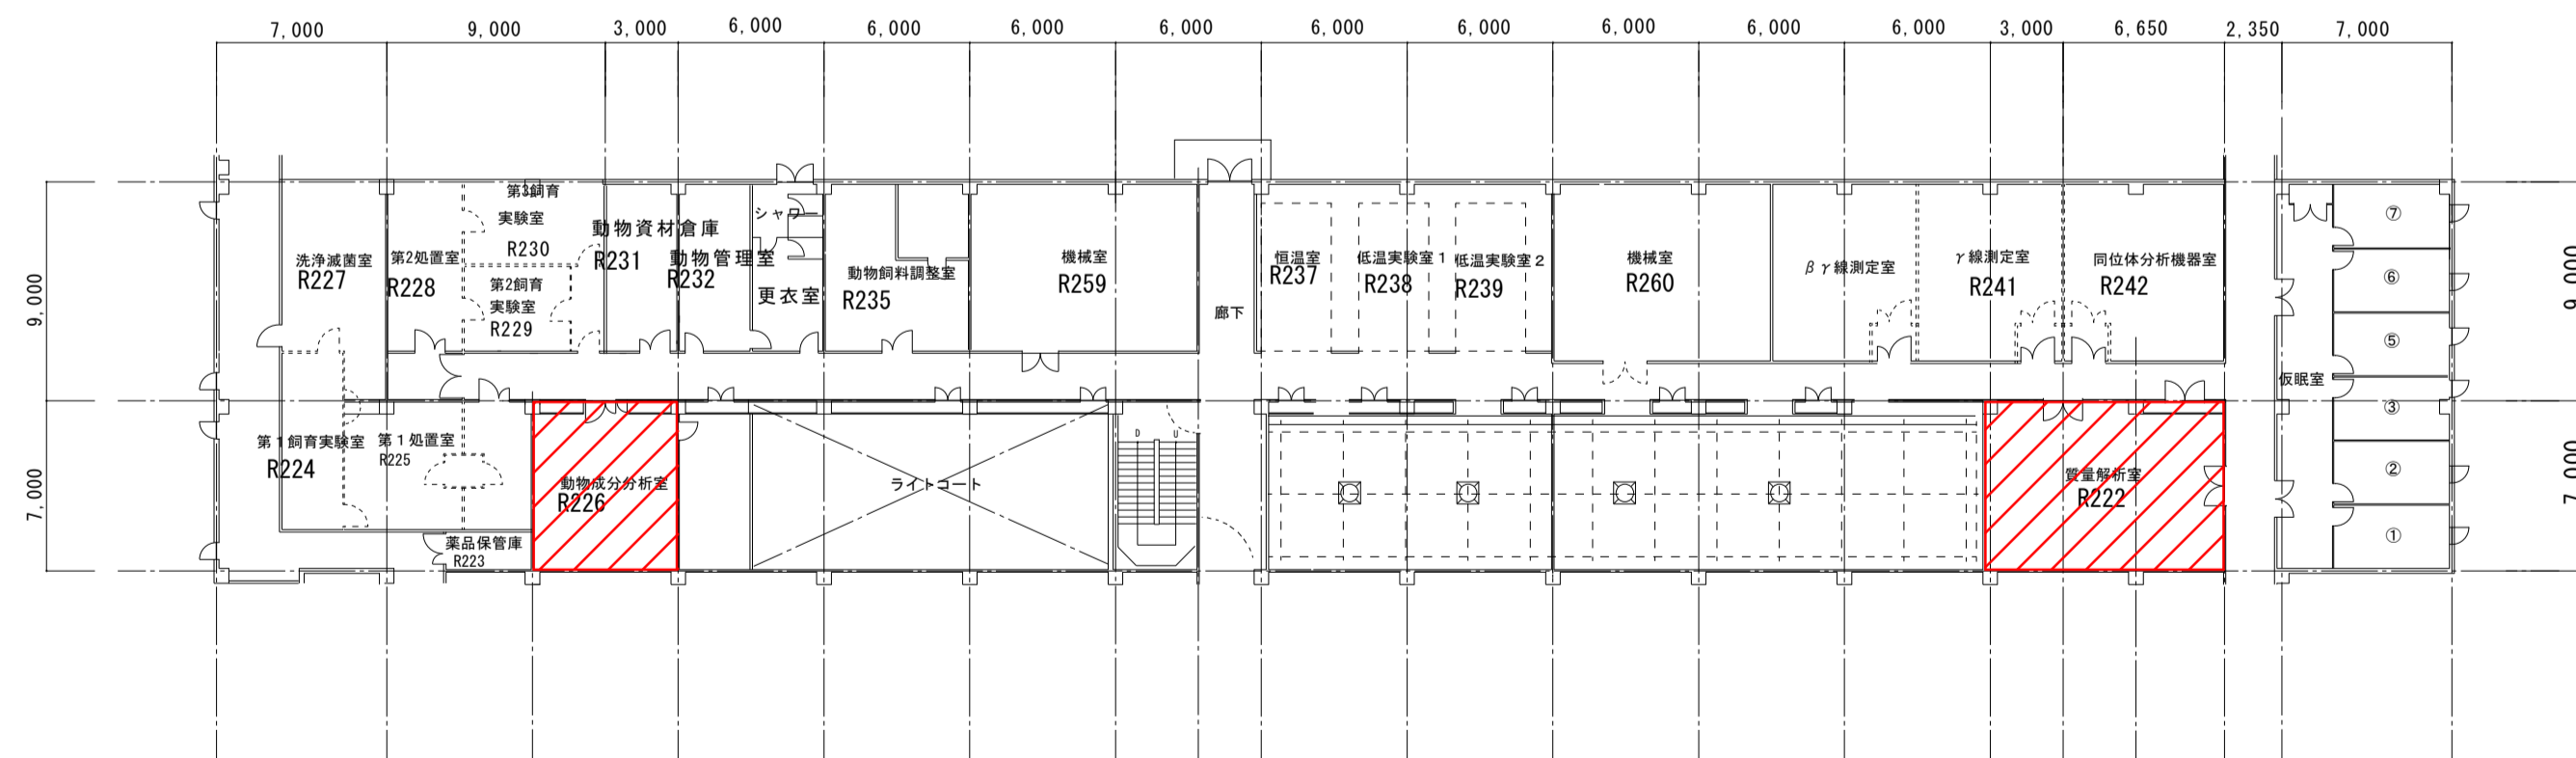 7,000 9,000 3,000 6,000 6,000 6,000 6,000 6,000 6,000 6,000 6,000 6,000 3,000 6,650 2,350 7,000
9,000
7,000
洗浄滅菌室
R227
第2処置室
R228
第3飼育
実験室
R230
第2飼育
実験室
R229
動物資材倉庫
R231
動物管理室
R232
シャワー
更衣室
動物飼料調整室
R235
機械室
R259
廊下
恒温室
R237
低温実験室1
R238
低温実験室2
R239
機械室
R260
βγ線測定室
γ線測定室
R241
同位体分析機器室
R242
仮眠室
⑦
⑥
⑤
③
②
①
9,000
7,000
第1飼育実験室
R224
第1処置室
R225
薬品保管庫
R223
動物成分分析室
R226
ライトコート
D U
質量解析室
R222